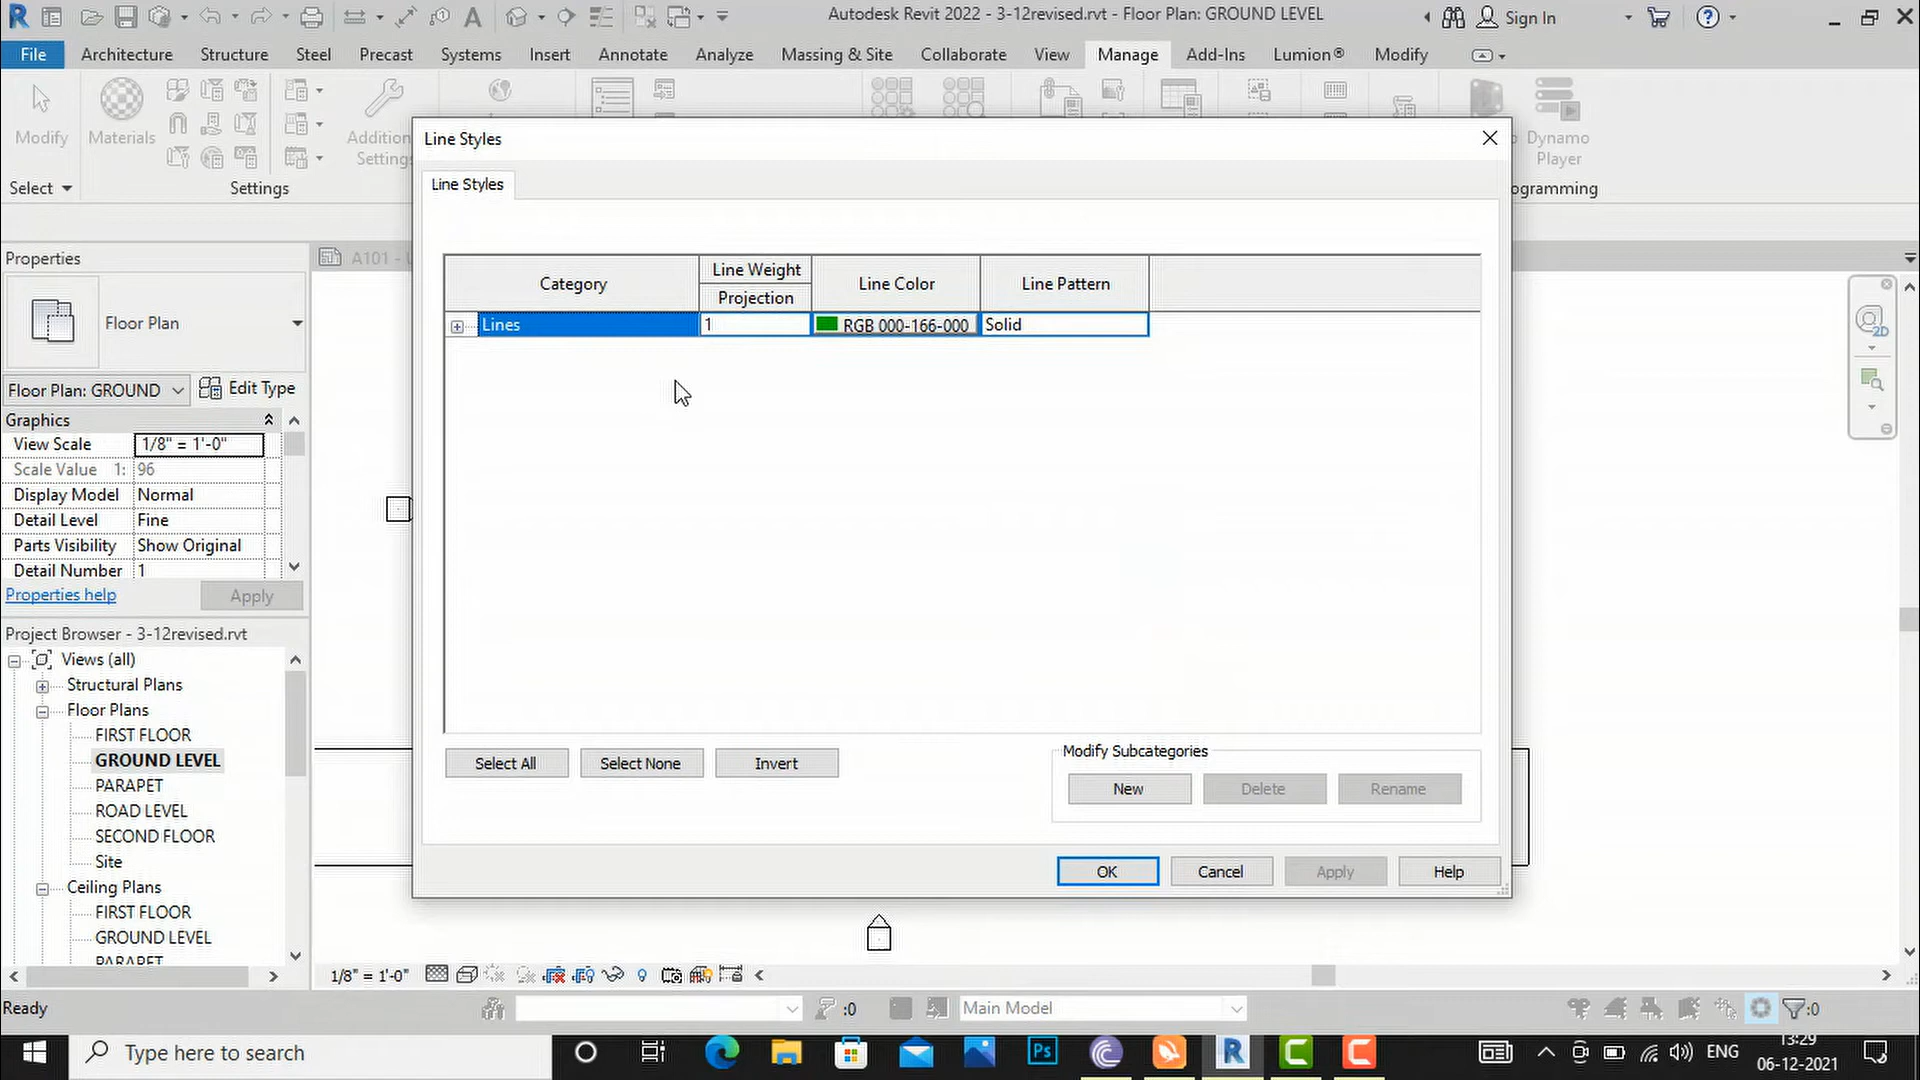 Autodesk Revit 2022 - 3-12revised.rvt - Floor Plan: GROUND LEVEL
Sign In
File
Architecture
Structure
Steel
Precast
Systems
Insert
Annotate
Analyze
Massing & Site
Collaborate
View
Manage
Add-Ins
Lumion®
Modify
Modify
Materials
Addition
Settings
Dynamo
Player
Select
Settings
ogramming
Line Styles
Line Styles
Category
Line Weight
Projection
Line Color
Line Pattern
Lines
1
RGB 000-166-000
Solid
Select All
Select None
Invert
Modify Subcategories
New
Delete
Rename
OK
Cancel
Apply
Help
Properties
Floor Plan
Floor Plan: GROUND
Edit Type
Graphics
View Scale 1/8" = 1'-0"
Scale Value 1: 96
Display Model Normal
Detail Level Fine
Parts Visibility Show Original
Detail Number 1
Properties help
Apply
A101 -
2D
Project Browser - 3-12revised.rvt
Views (all)
Structural Plans
Floor Plans
FIRST FLOOR
GROUND LEVEL
PARAPET
ROAD LEVEL
SECOND FLOOR
Site
Ceiling Plans
FIRST FLOOR
GROUND LEVEL
PARAPET
1/8" = 1'-0"
Ready
:0
Main Model
:0
Type here to search
Ps
ENG
13:29
06-12-2021